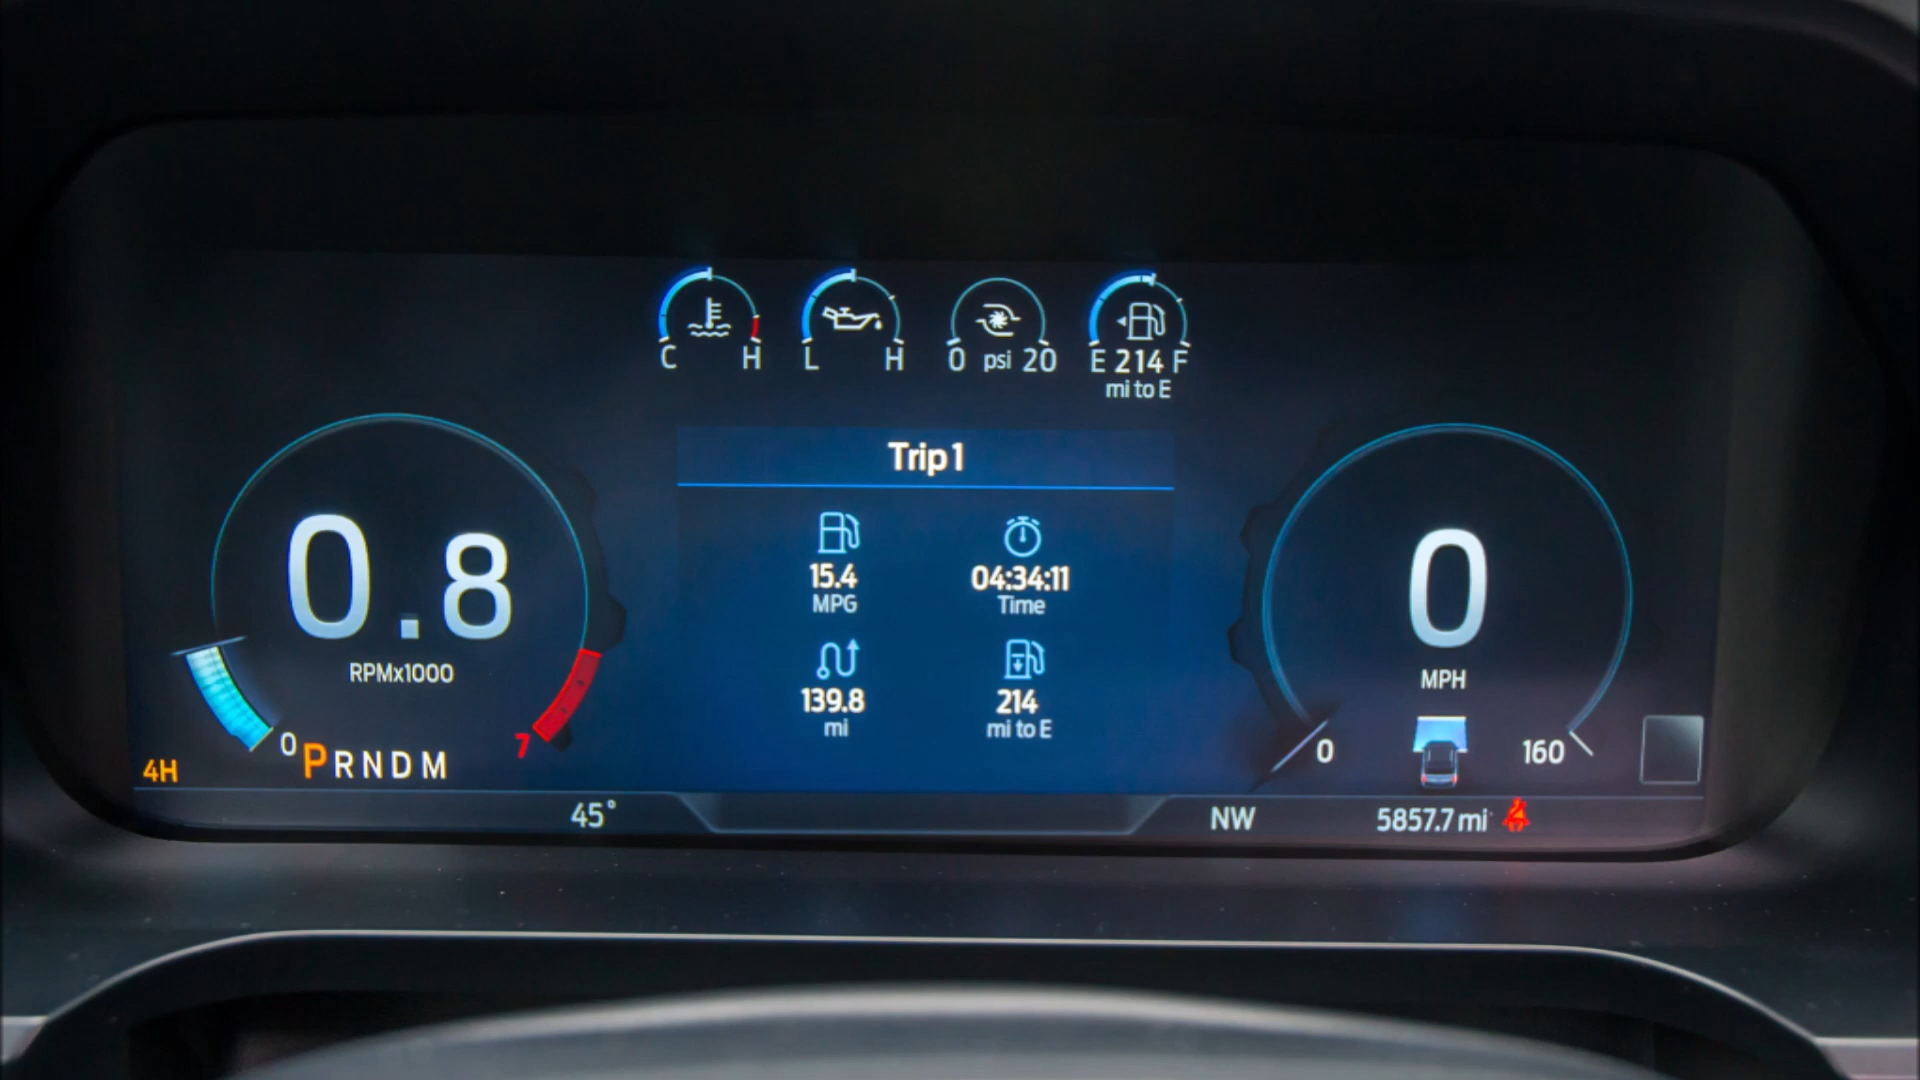 C H
L H
0 psi 20
E 214 F
mi to E
Trip 1
15.4
MPG
04:34:11
Time
139.8
mi
214
mi to E
0.8
RPMx1000
0
7
4H
PRNDM
45°
0
MPH
0
160
NW
5857.7 mi